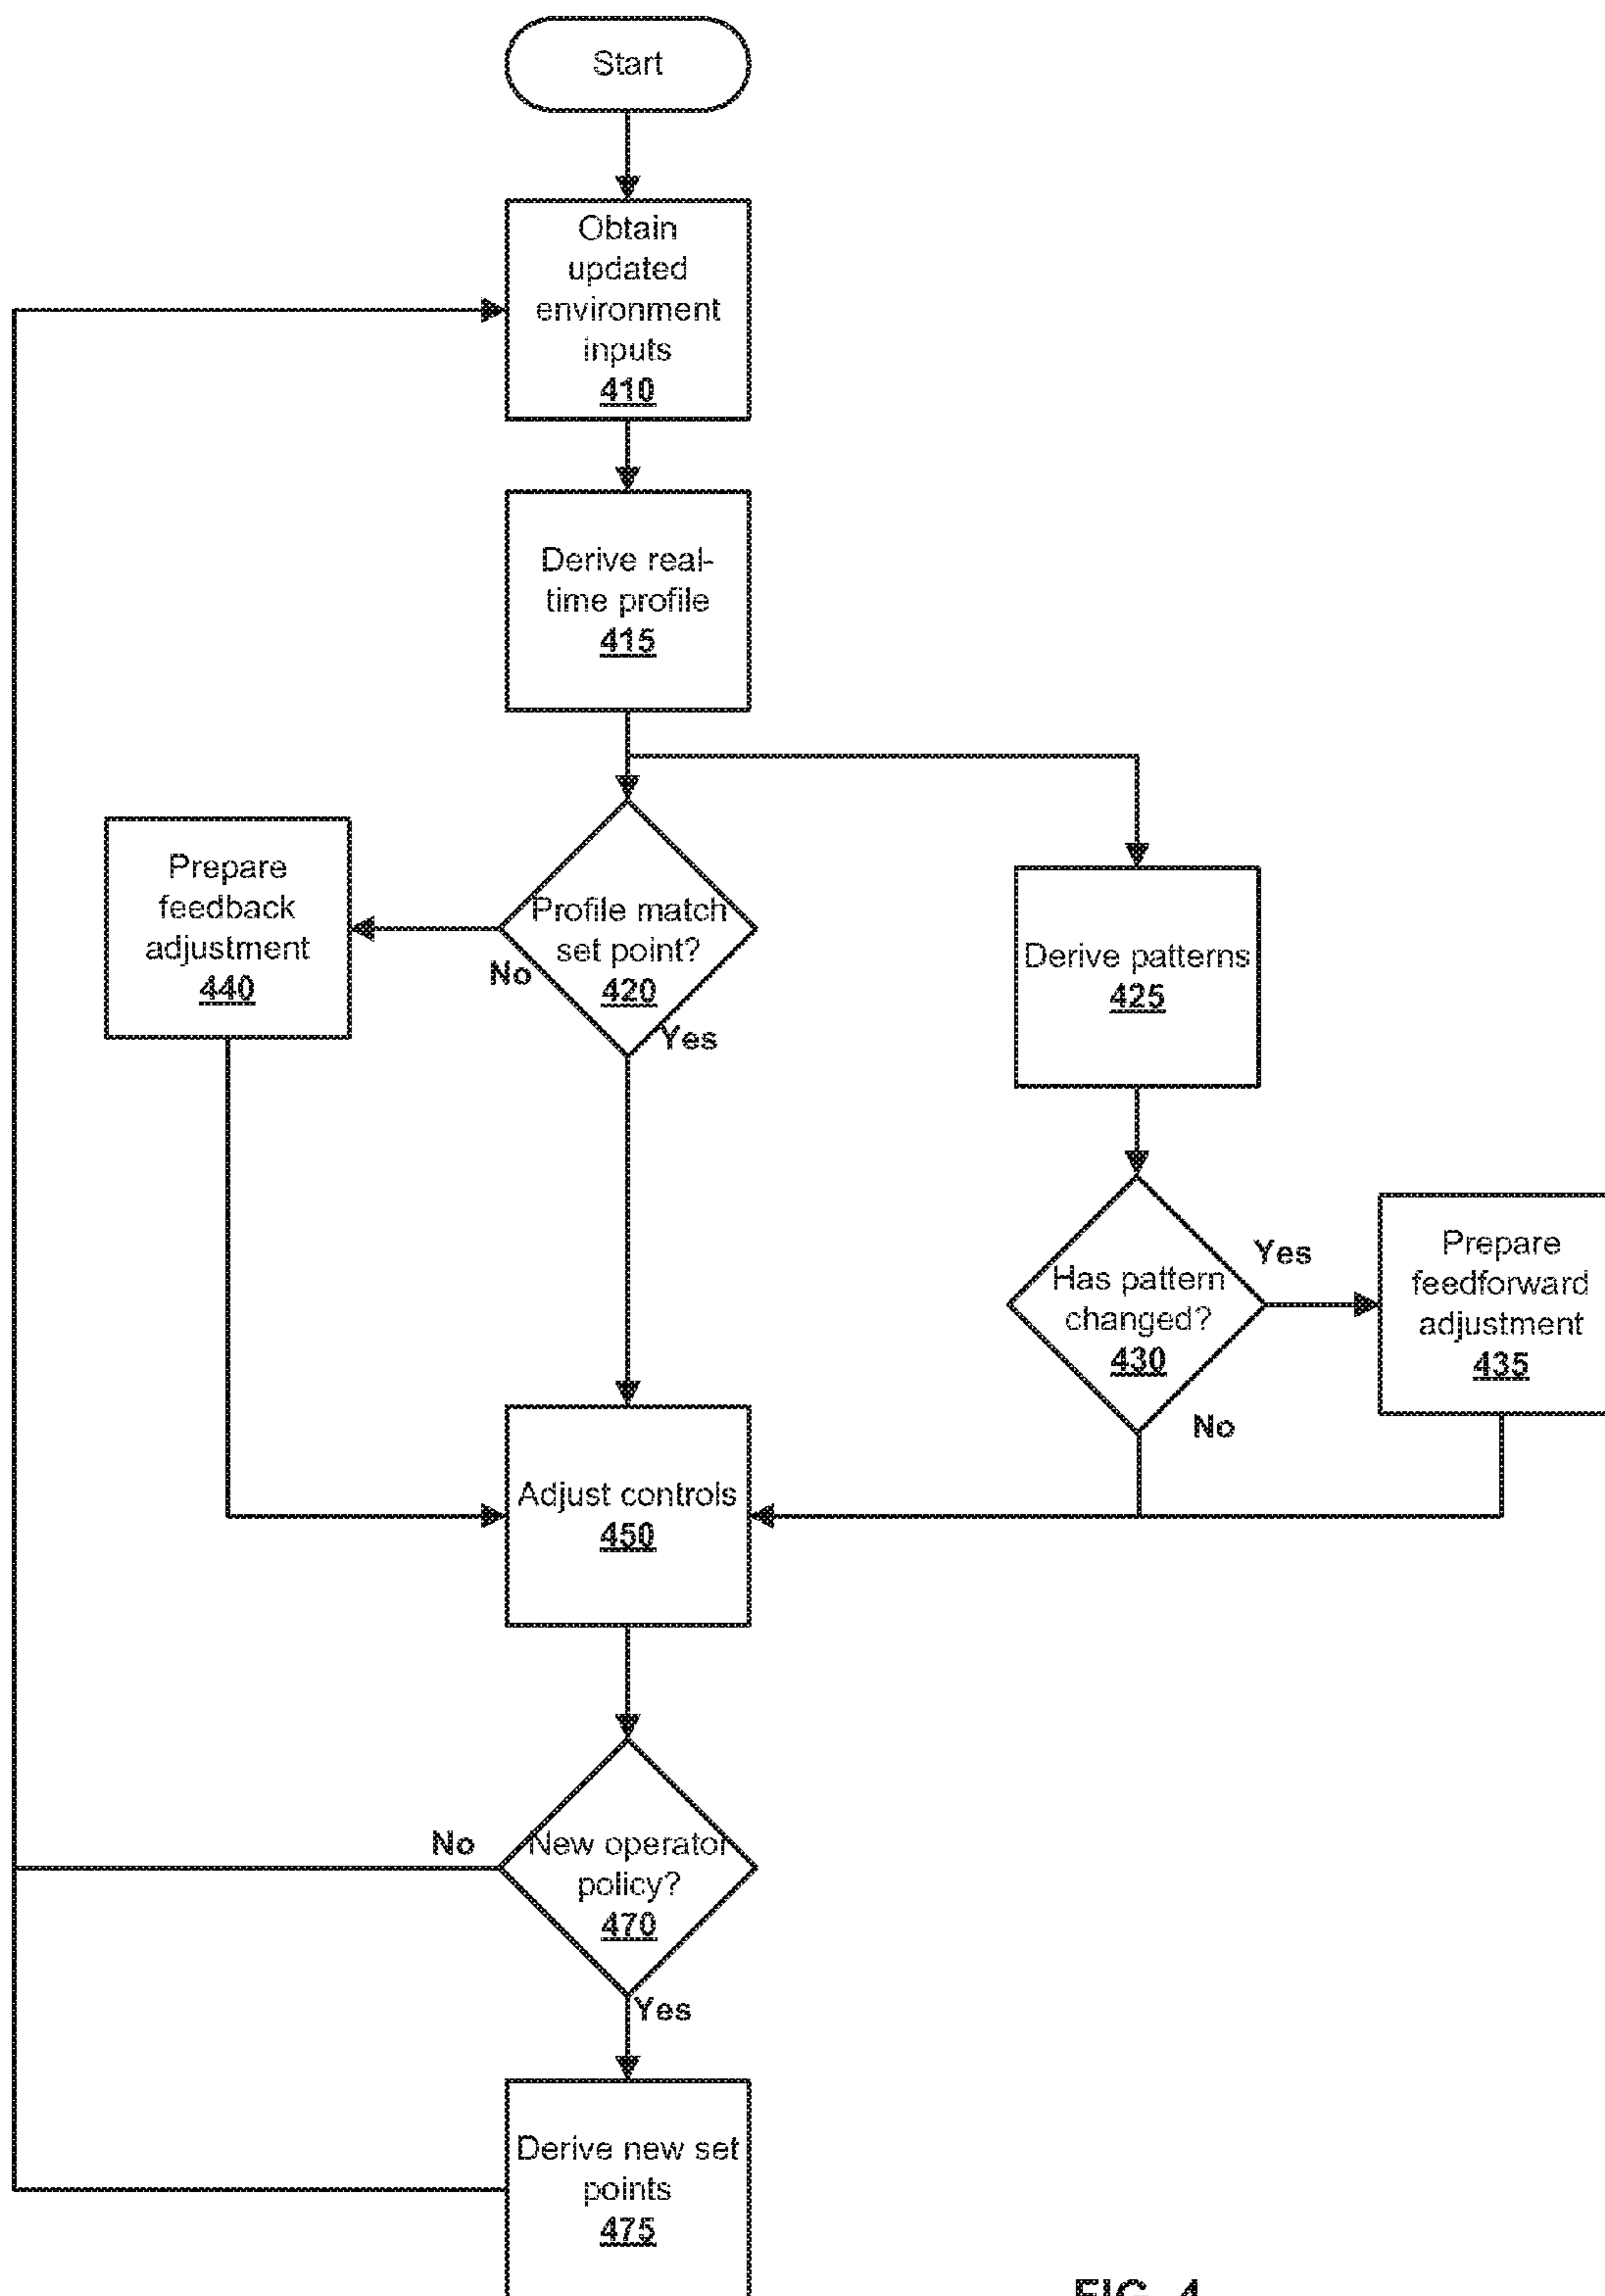 Start
Obtain
updated
environment
inputs
410
Derive real-
time profile
415
Prepare
feedback
adjustment
440
Profile match
set point?
420
No
Yes
Derive patterns
425
Has pattern
changed?
430
Yes
No
Prepare
feedforward
adjustment
435
Adjust controls
450
New operator
policy?
470
No
Yes
Derive new set
points
475
FIG. 4